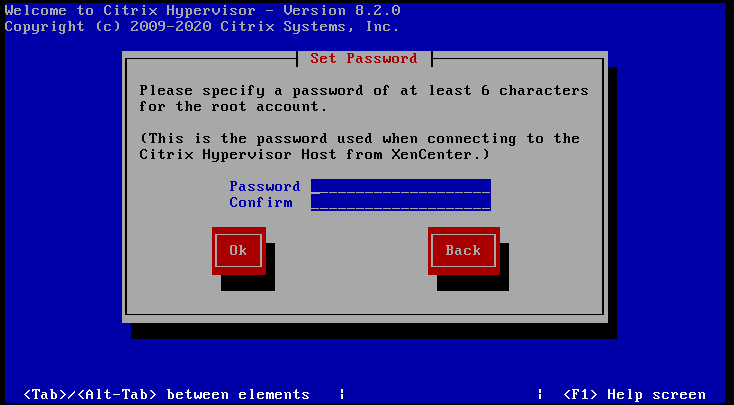 Welcome to Citrix Hypervisor - Version 8.2.0
Copyright (c) 2009-2020 Citrix Systems, Inc.
Set Password
Please specify a password of at least 6 characters
for the root account.
(This is the password used when connecting to the
Citrix Hypervisor Host from XenCenter.)
Password ____________________
Confirm ____________________
Ok Back
<Tab>/<Alt-Tab> between elements | | <F1> Help screen